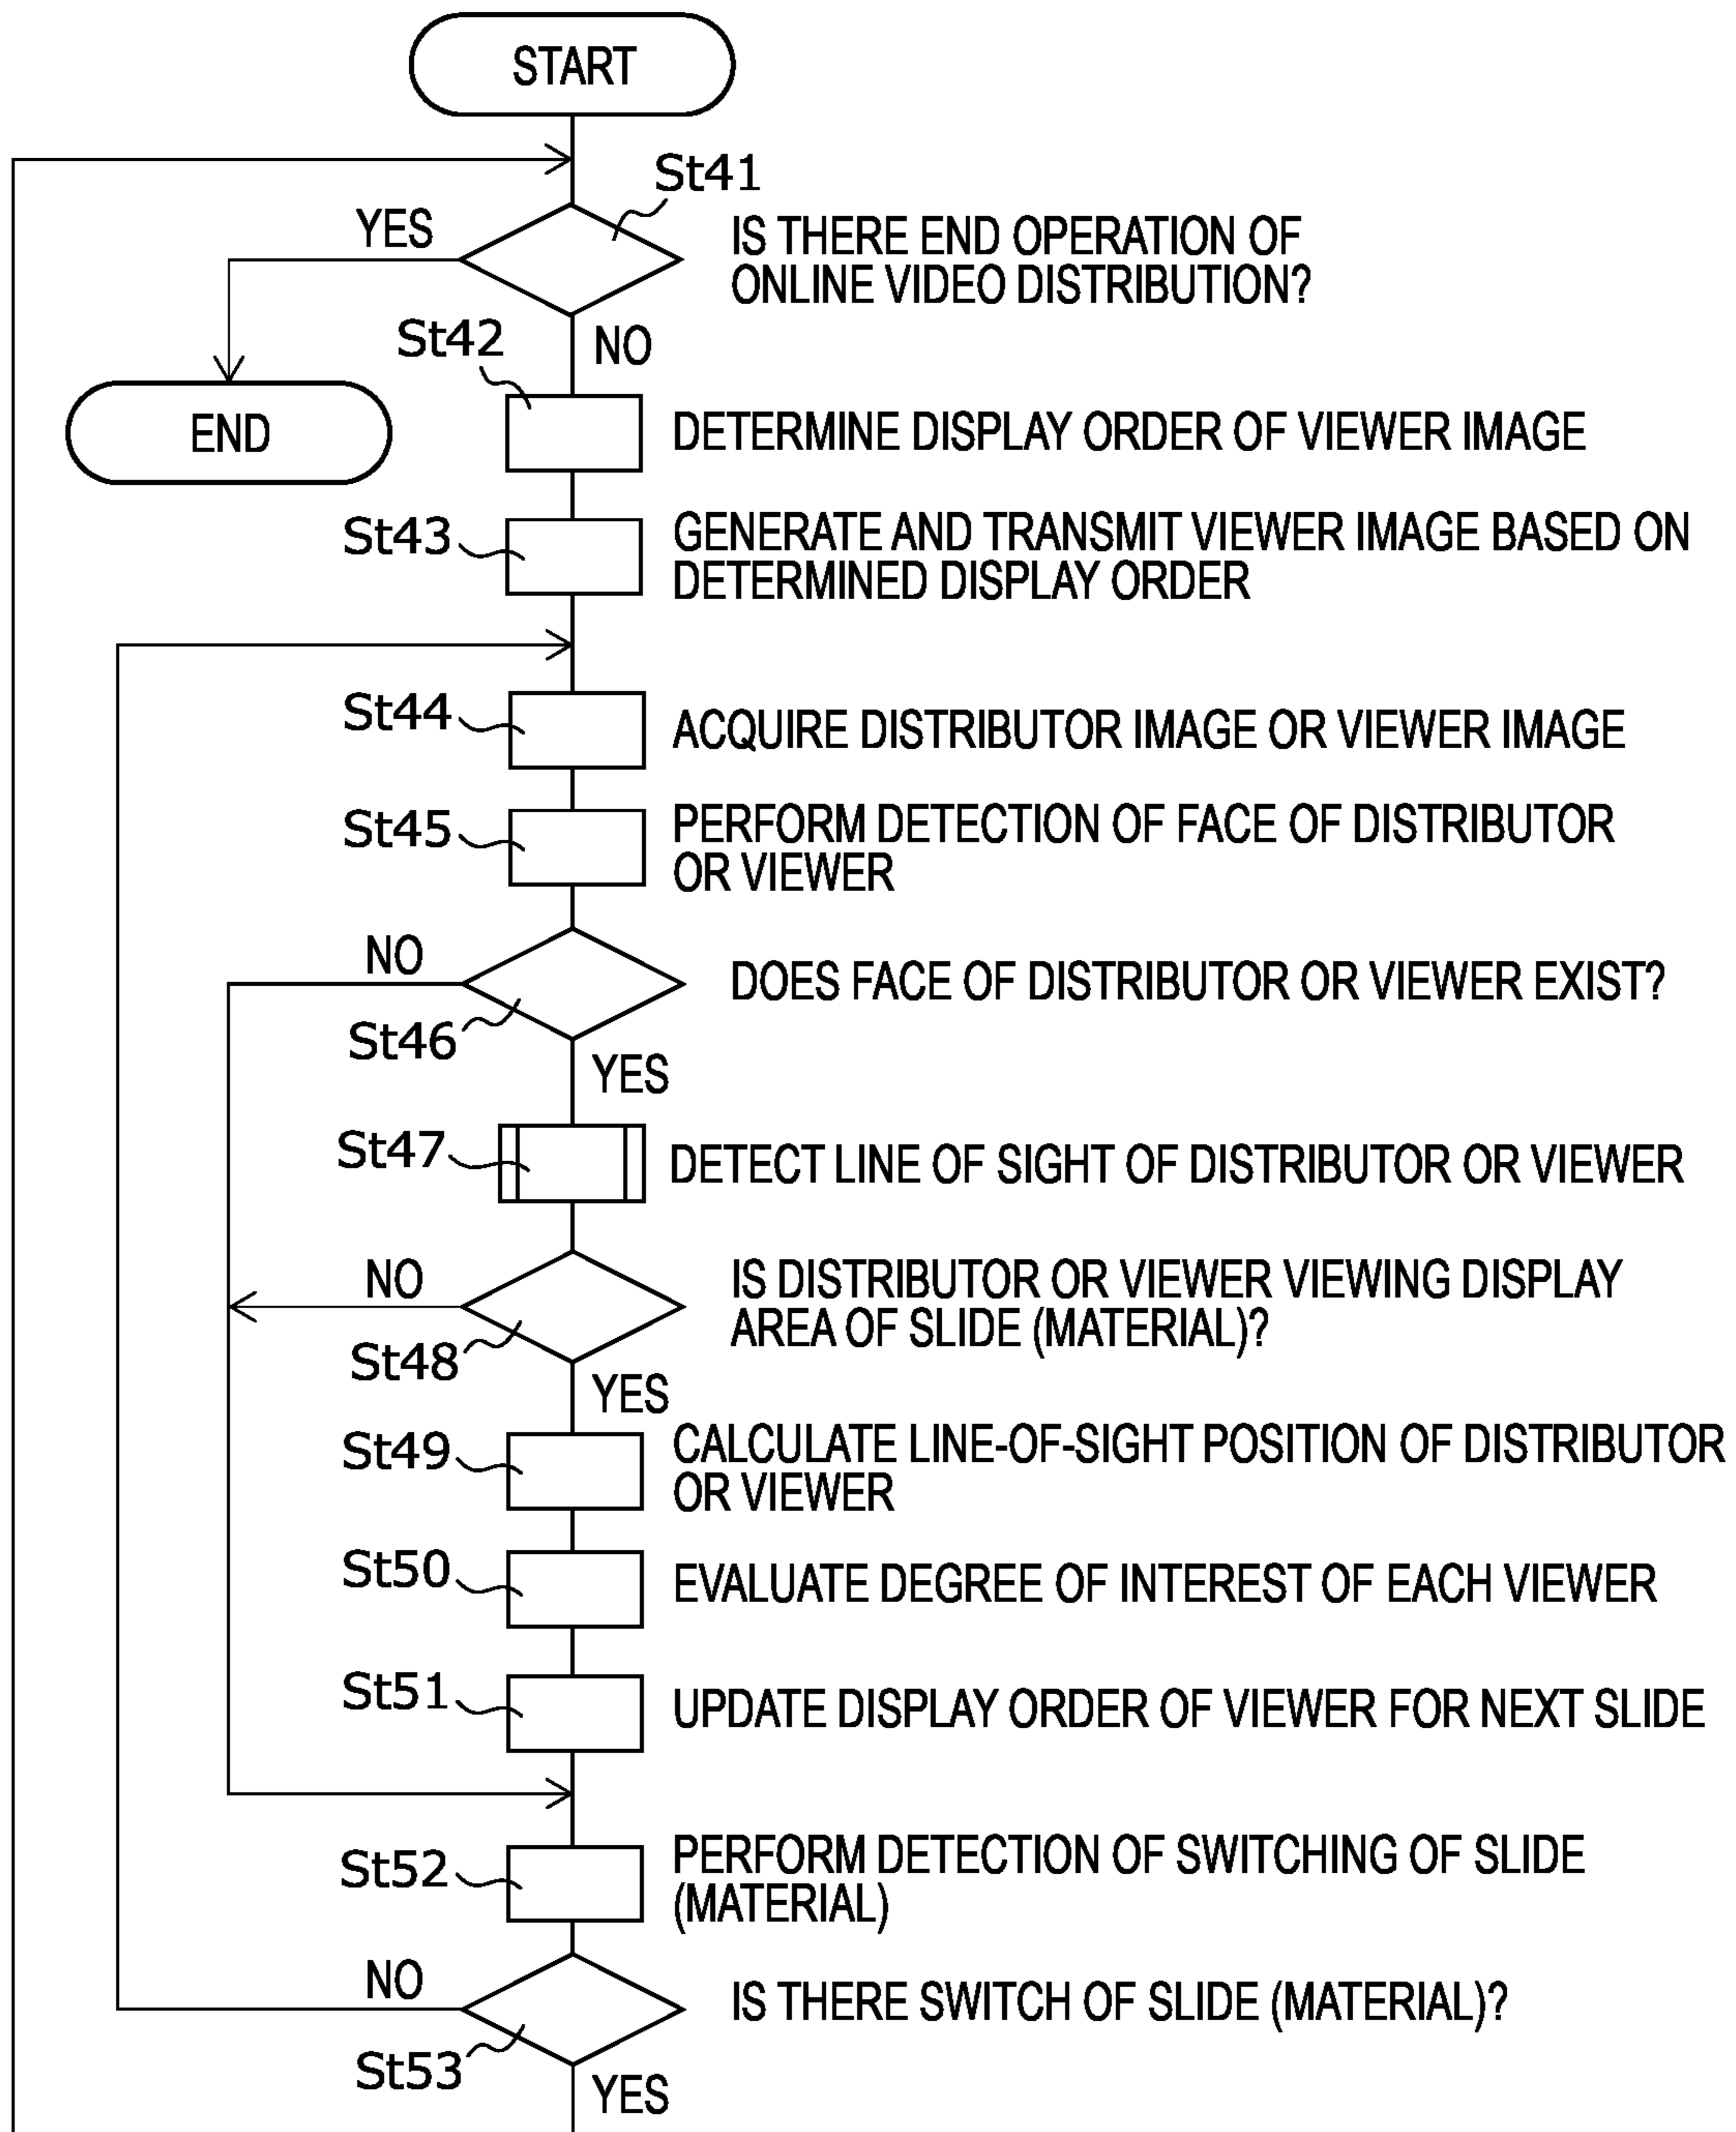 START
St41
YES
IS THERE END OPERATION OF
ONLINE VIDEO DISTRIBUTION?
St42
NO
END
DETERMINE DISPLAY ORDER OF VIEWER IMAGE
St43
GENERATE AND TRANSMIT VIEWER IMAGE BASED ON
DETERMINED DISPLAY ORDER
St44
ACQUIRE DISTRIBUTOR IMAGE OR VIEWER IMAGE
St45
PERFORM DETECTION OF FACE OF DISTRIBUTOR
OR VIEWER
NO
DOES FACE OF DISTRIBUTOR OR VIEWER EXIST?
St46
YES
St47
DETECT LINE OF SIGHT OF DISTRIBUTOR OR VIEWER
NO
IS DISTRIBUTOR OR VIEWER VIEWING DISPLAY
AREA OF SLIDE (MATERIAL)?
St48
YES
St49
CALCULATE LINE-OF-SIGHT POSITION OF DISTRIBUTOR
OR VIEWER
St50
EVALUATE DEGREE OF INTEREST OF EACH VIEWER
St51
UPDATE DISPLAY ORDER OF VIEWER FOR NEXT SLIDE
St52
PERFORM DETECTION OF SWITCHING OF SLIDE
(MATERIAL)
NO
IS THERE SWITCH OF SLIDE (MATERIAL)?
St53
YES